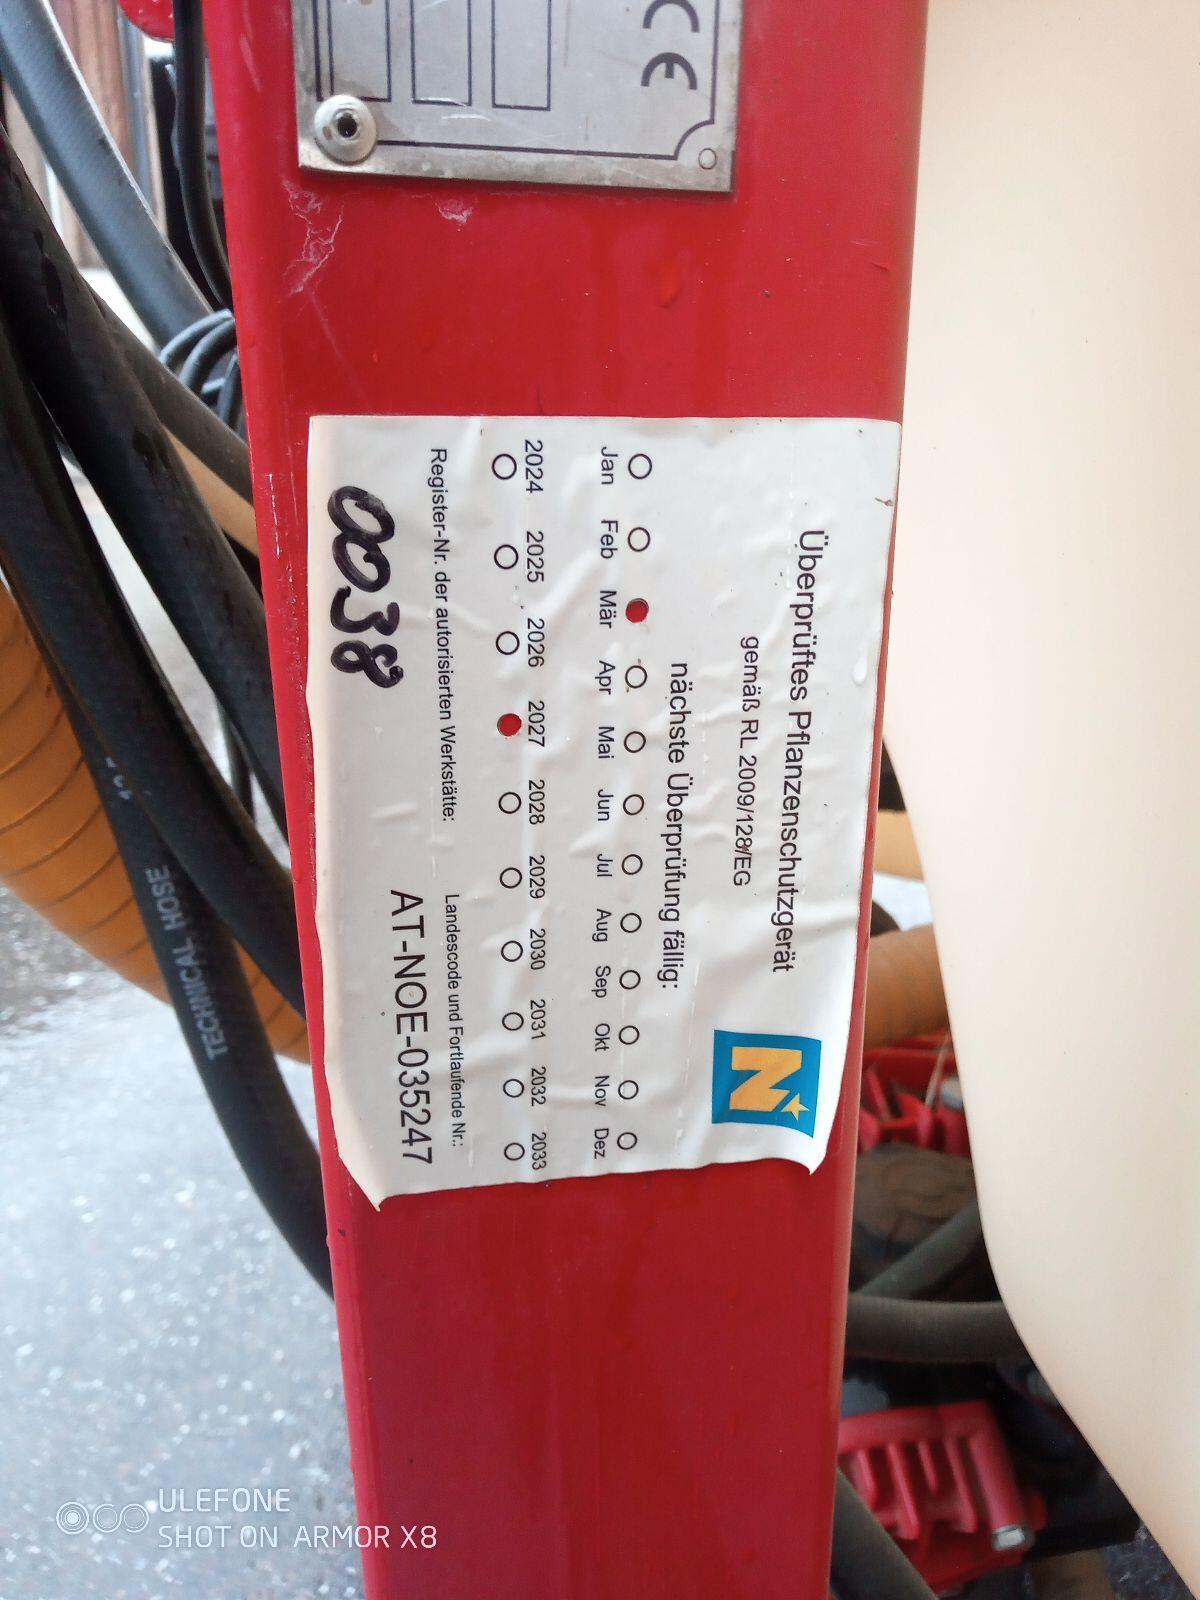 CE
Überprüftes Pflanzenschutzgerät
gemäß RL 2009/128/EG
N
nächste Überprüfung fällig:
Jan Feb Mär Apr Mai Jun Jul Aug Sep Okt Nov Dez
2024 2025 2026 2027 2028 2029 2030 2031 2032 2033
Register-Nr. der autorisierten Werkstätte:
0038
Landescode und Fortlaufende Nr.:
AT-NOE-035247
TECHNICAL HOSE
ULEFONE
SHOT ON ARMOR X8